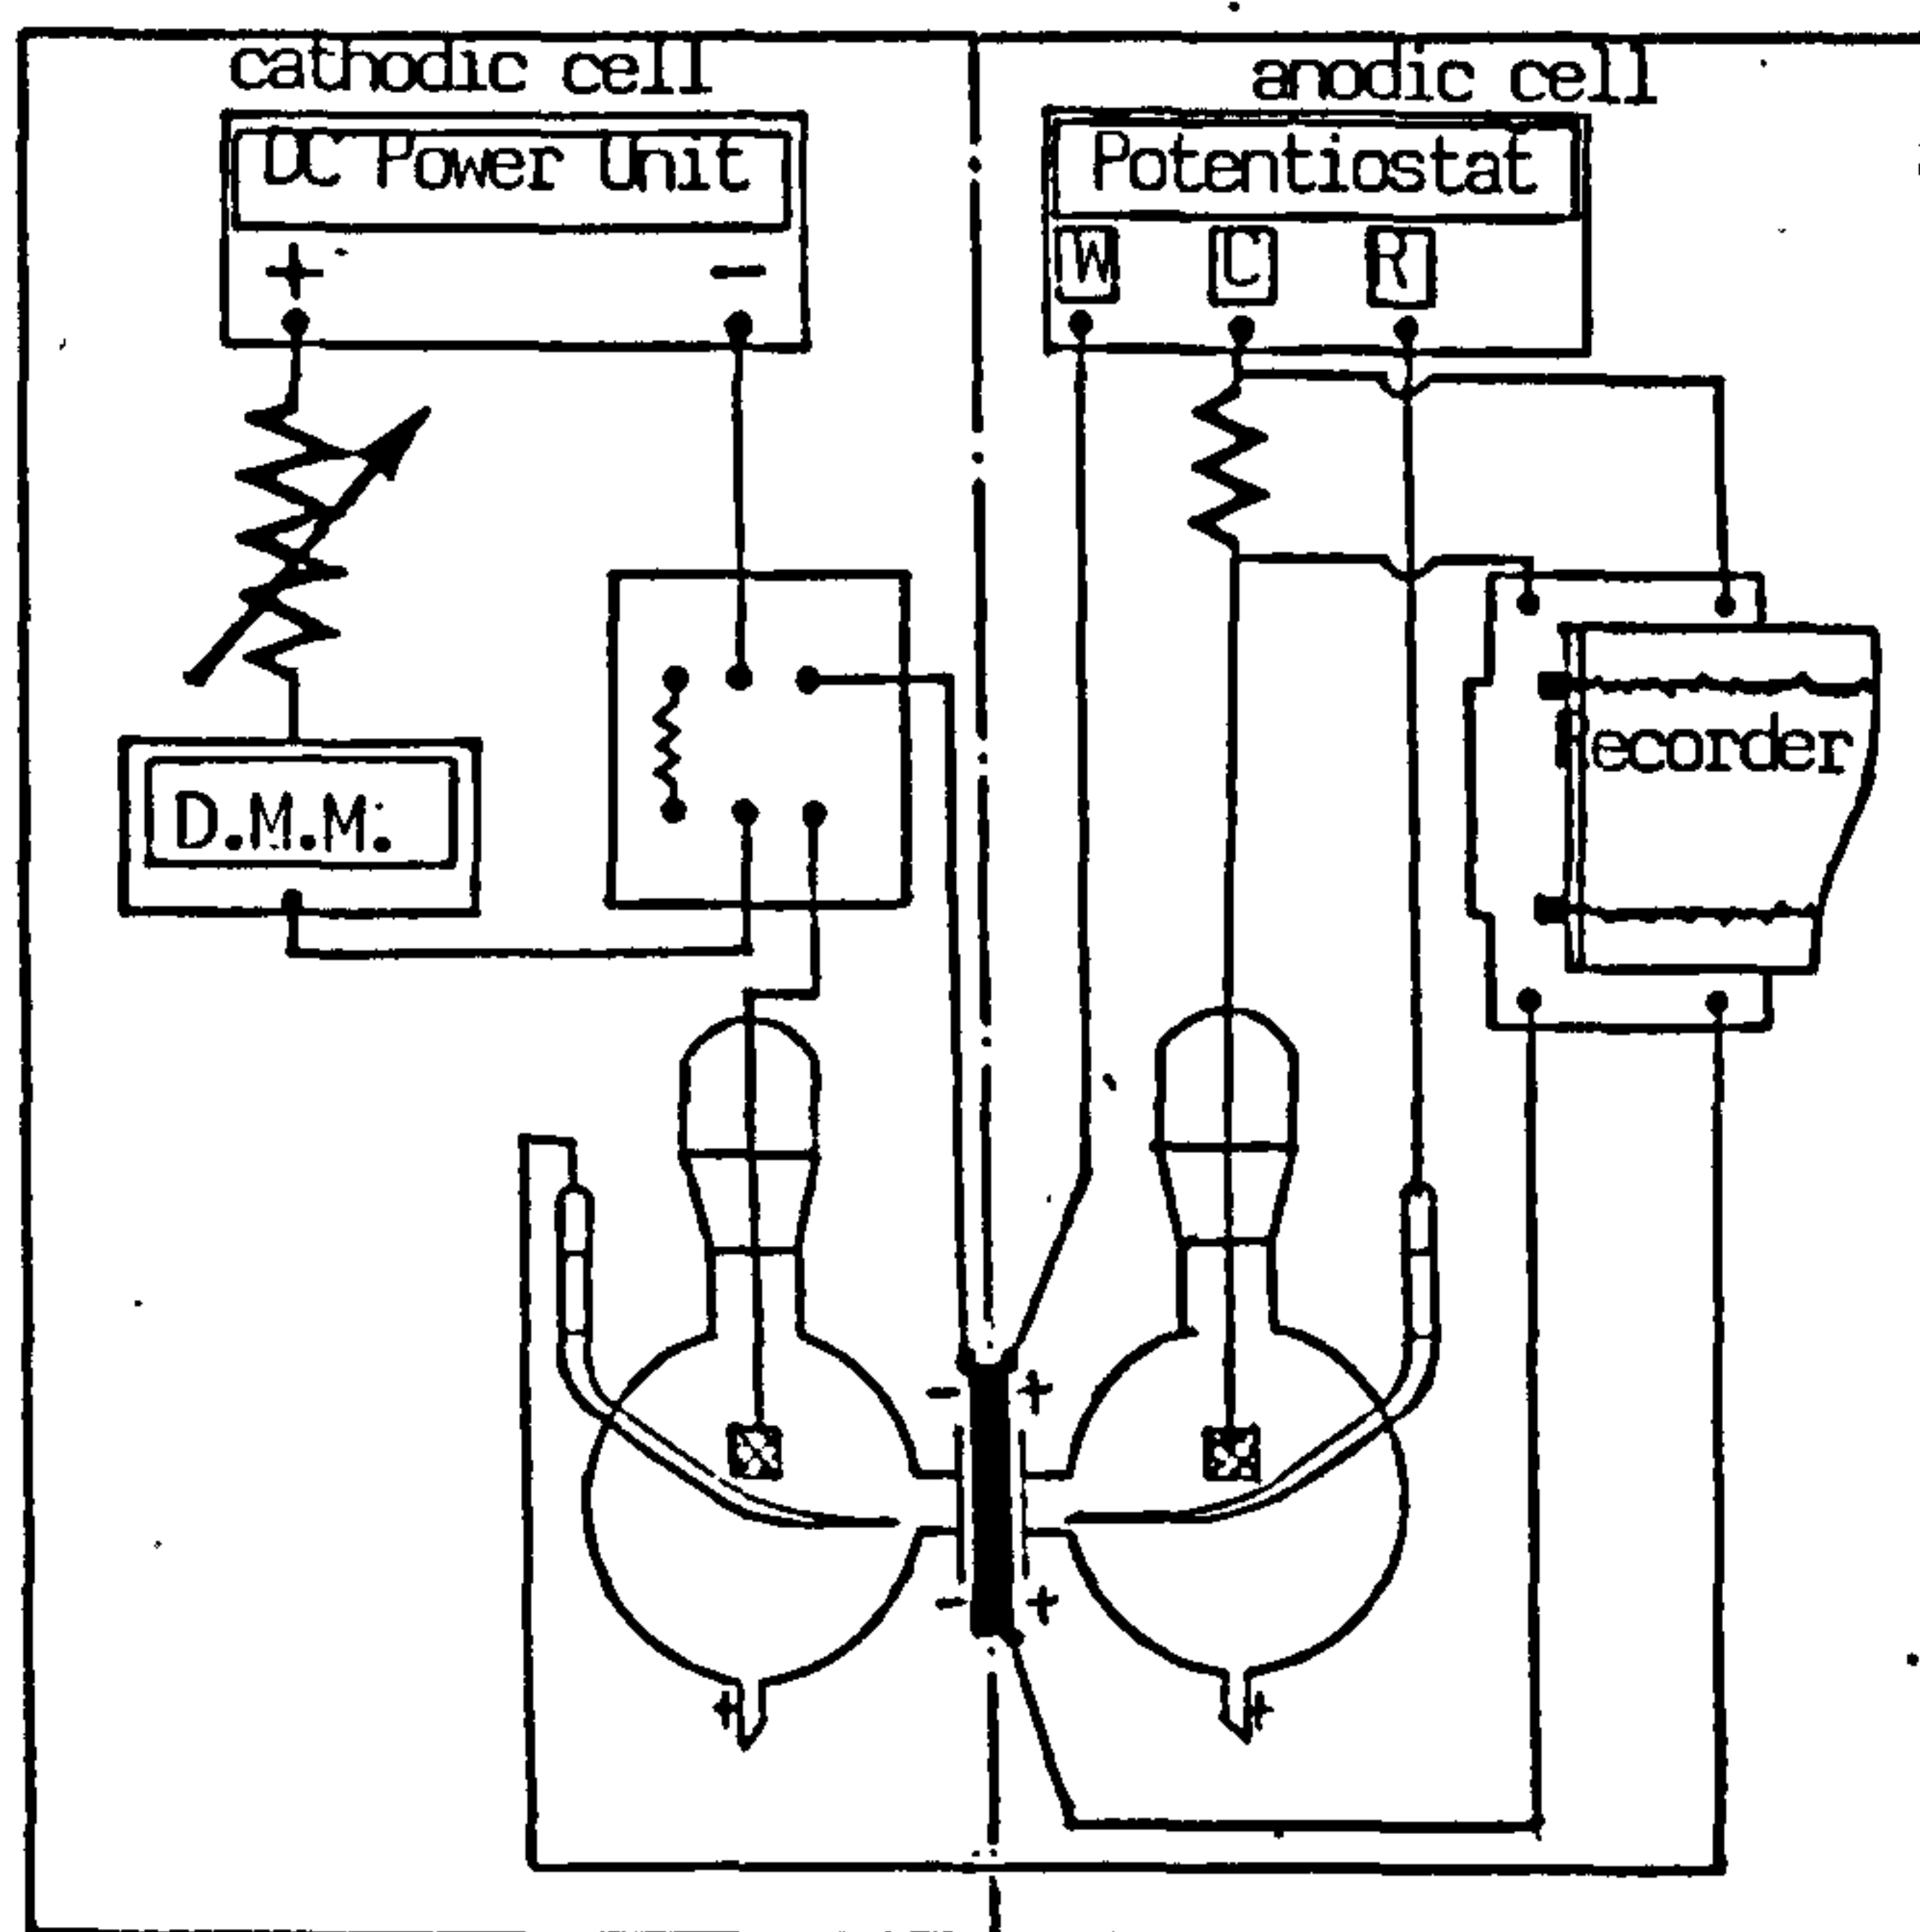 cathodic cell
anodic cell
DC Power Unit
Potentiostat
+ -
W C R
D.M.M.
Recorder
- +
- +
+ +